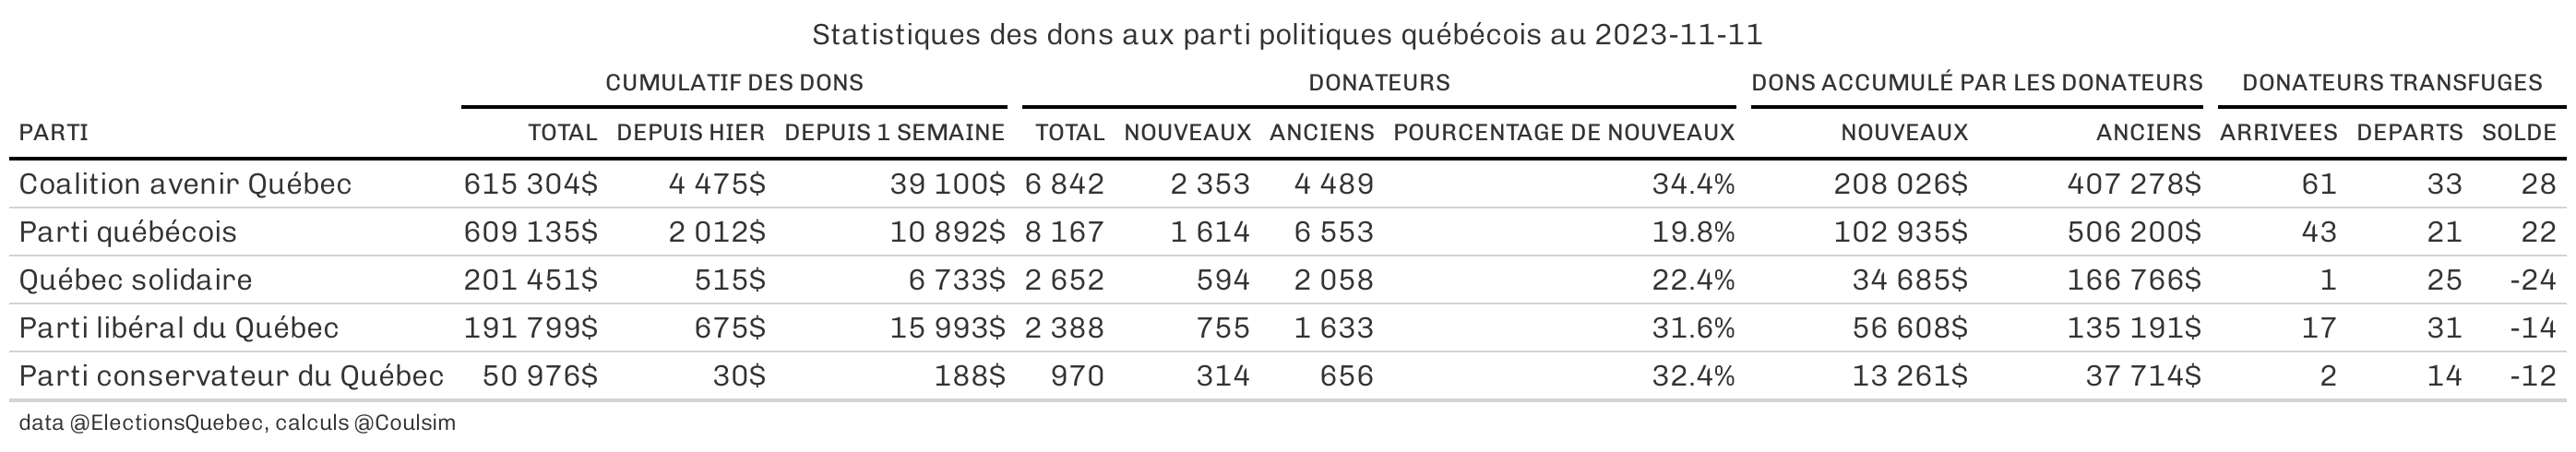 Statistiques des dons aux parti politiques québécois au 2023-11-11
CUMULATIF DES DONS DONATEURS DONS ACCUMULÉ PAR LES DONATEURS DONATEURS TRANSFUGES
PARTI TOTAL DEPUIS HIER DEPUIS 1 SEMAINE TOTAL NOUVEAUX ANCIENS POURCENTAGE DE NOUVEAUX NOUVEAUX ANCIENS ARRIVEES DEPARTS SOLDE
Coalition avenir Québec 615 304$ 4 475$ 39 100$ 6 842 2 353 4 489 34.4% 208 026$ 407 278$ 61 33 28
Parti québécois 609 135$ 2 012$ 10 892$ 8 167 1 614 6 553 19.8% 102 935$ 506 200$ 43 21 22
Québec solidaire 201 451$ 515$ 6 733$ 2 652 594 2 058 22.4% 34 685$ 166 766$ 1 25 -24
Parti libéral du Québec 191 799$ 675$ 15 993$ 2 388 755 1 633 31.6% 56 608$ 135 191$ 17 31 -14
Parti conservateur du Québec 50 976$ 30$ 188$ 970 314 656 32.4% 13 261$ 37 714$ 2 14 -12
data @ElectionsQuebec, calculs @Coulsim